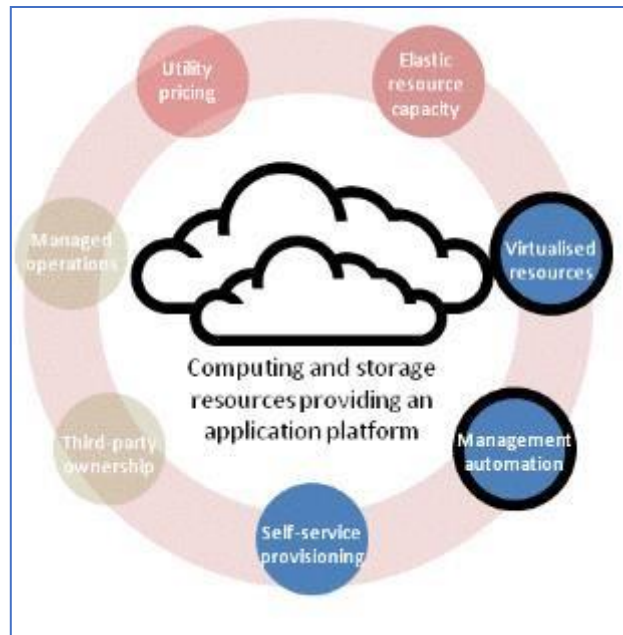 Utility
pricing
Elastic
resource
capacity
Managed
operations
Virtualised
resources
Computing and storage
resources providing an
application platform
Third-party
ownership
Management
automation
Self-service
provisioning